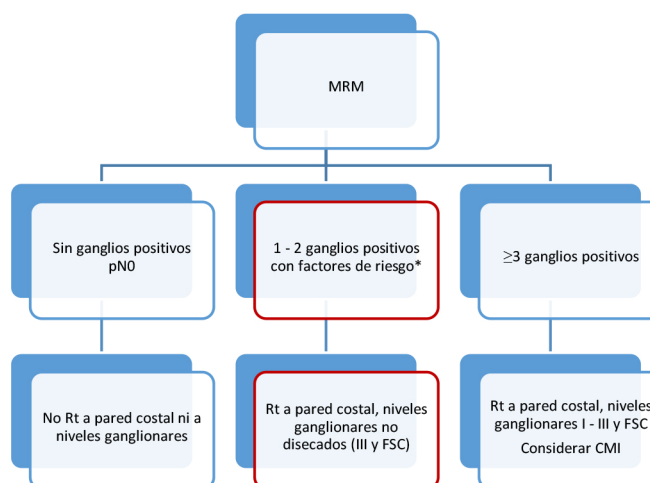 MRM
Sin ganglios positivos
pN0
1 - 2 ganglios positivos
con factores de riesgo*
≥3 ganglios positivos
No Rt a pared costal ni a
niveles ganglionares
Rt a pared costal, niveles
ganglionares no
disecados (III y FSC)
Rt a pared costal, niveles
ganglionares I - III y FSC
Considerar CMI